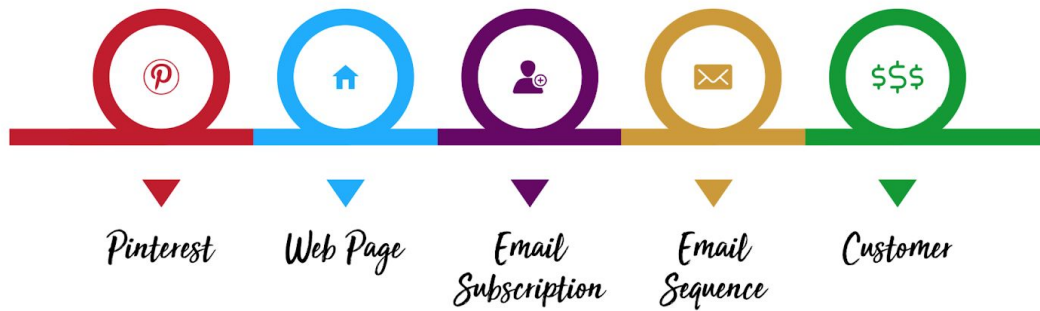 $$$
Pinterest
Web Page
Email
Subscription
Email
Sequence
Customer